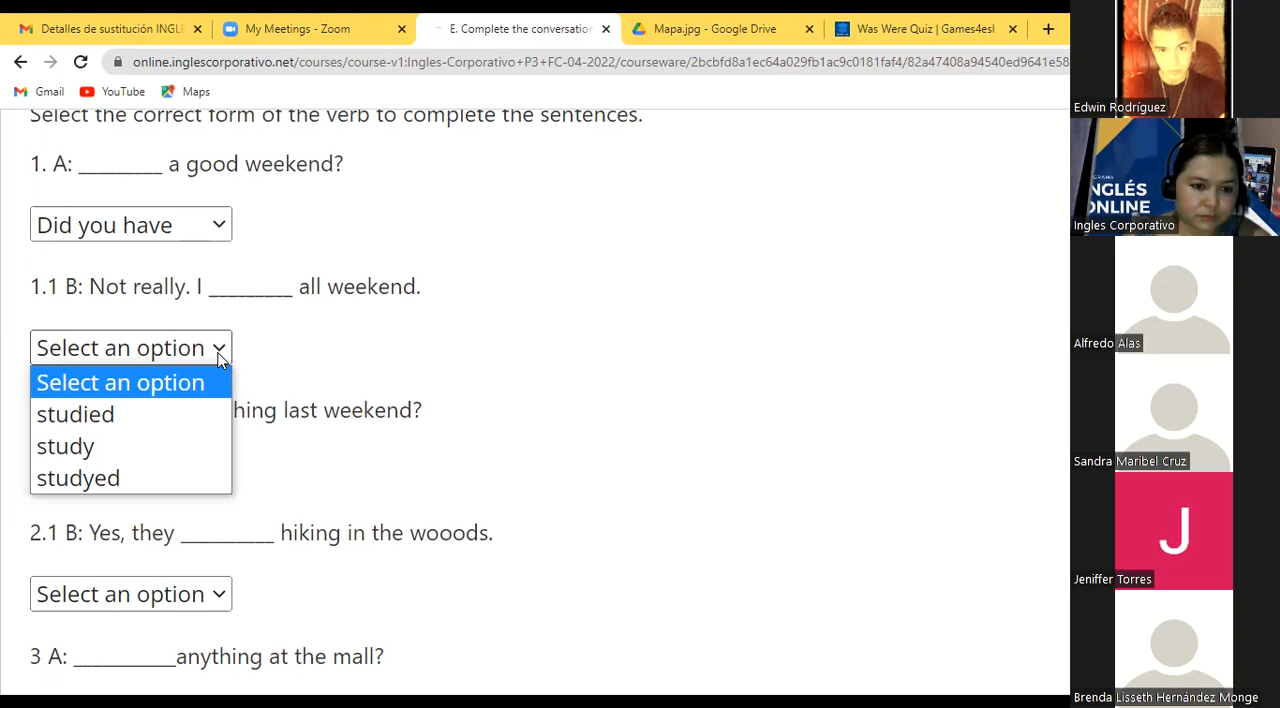 Detalles de sustitución INGLÉ
My Meetings - Zoom
E. Complete the conversation
Mapa.jpg - Google Drive
Was Were Quiz | Games4esl
online.inglescorporativo.net/courses/course-v1:Ingles-Corporativo+P3+FC-04-2022/courseware/2bcbfd8a1ec64a029fb1ac9c0181faf4/82a47408a94540ed9641e58
Gmail
YouTube
Maps
Select the correct form of the verb to complete the sentences.
1. A: _________ a good weekend?
Did you have
1.1 B: Not really. I _________ all weekend.
Select an option
Select an option
studied
hing last weekend?
study
studyed
2.1 B: Yes, they __________ hiking in the wooods.
Select an option
3 A: ___________anything at the mall?
Edwin Rodríguez
GRAMA
INGLÉS
ONLINE
Ingles Corporativo
Alfredo Alas
Sandra Maribel Cruz
J
Jeniffer Torres
Brenda Lisseth Hernández Monge